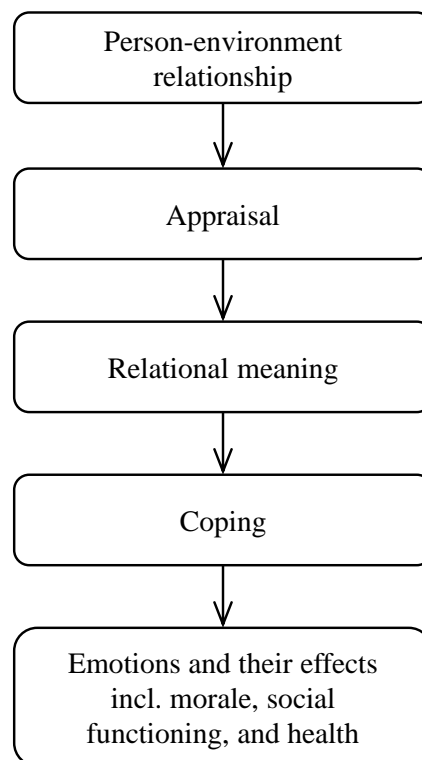 Person-environment
relationship
Appraisal
Relational meaning
Coping
Emotions and their effects
incl. morale, social
functioning, and health